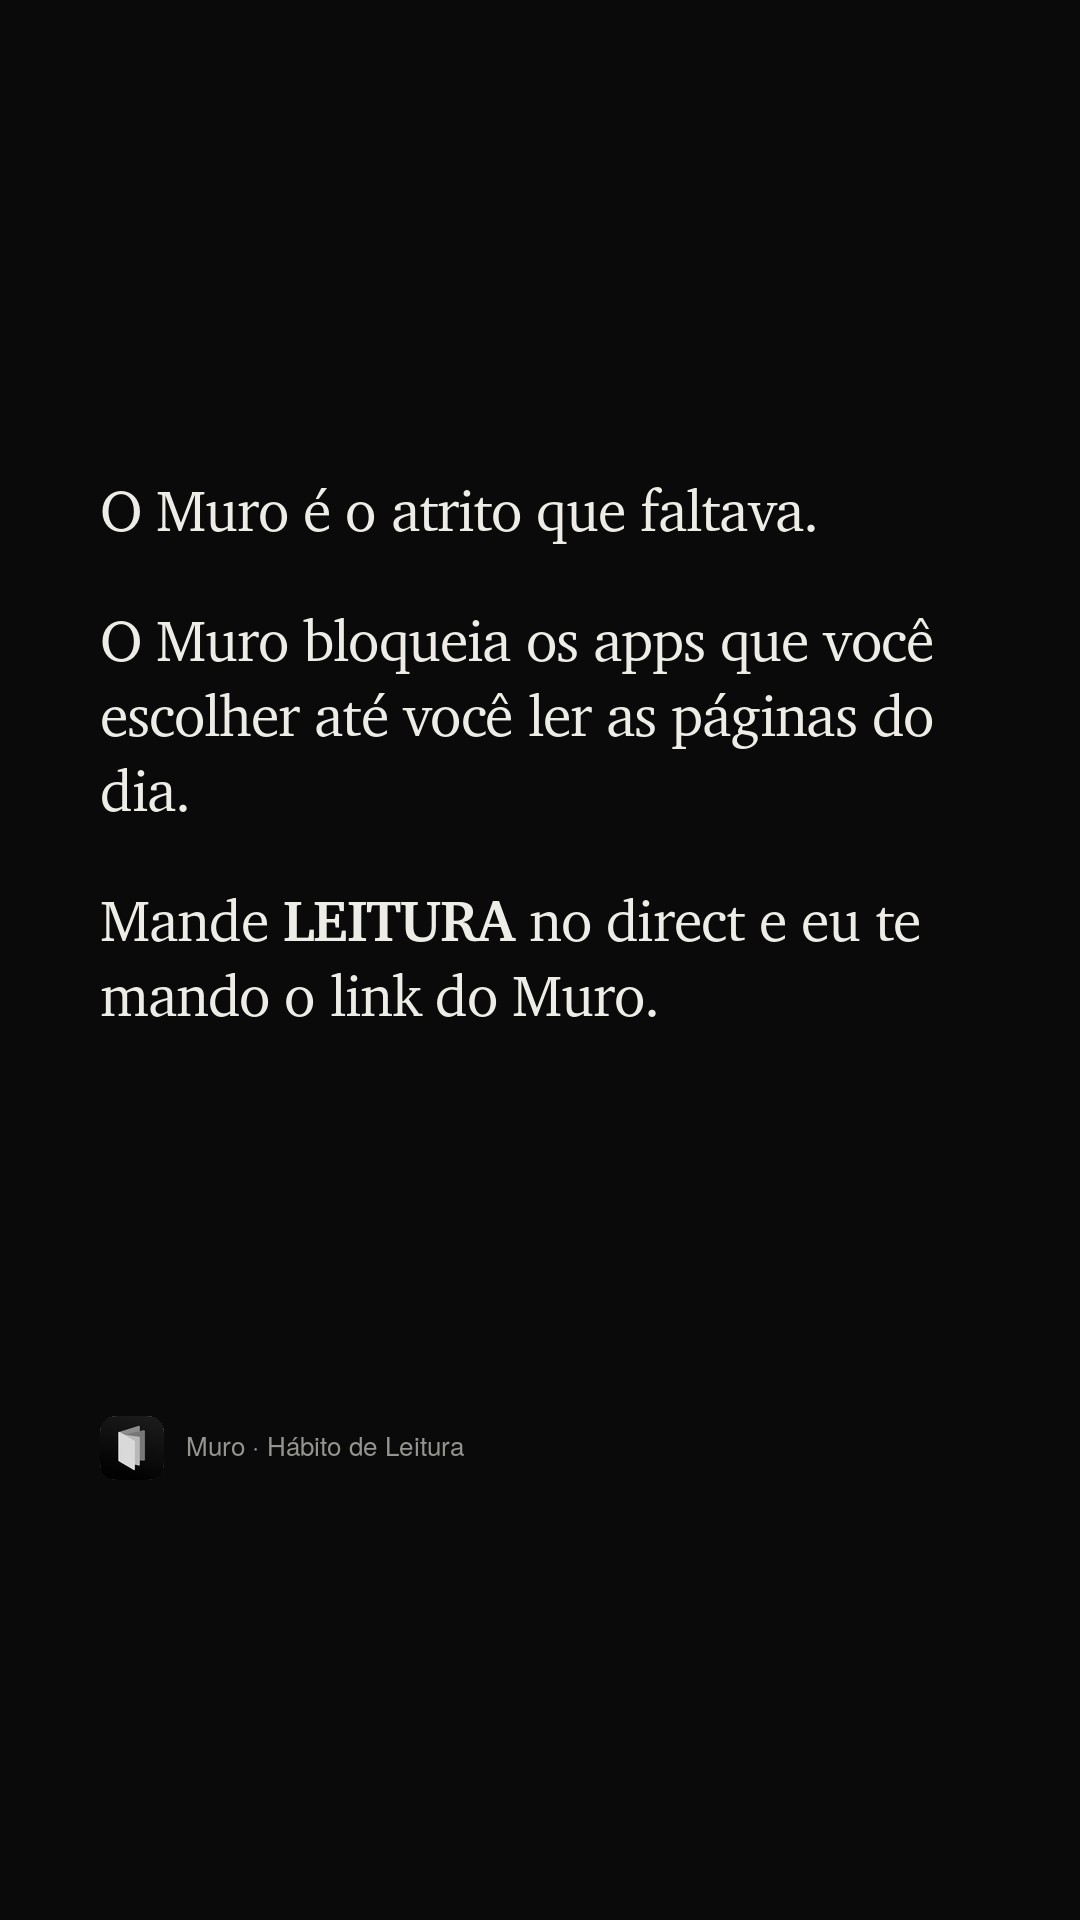 O Muro é o atrito que faltava.
O Muro bloqueia os apps que você
escolher até você ler as páginas do
dia.
Mande LEITURA no direct e eu te
mando o link do Muro.
Muro · Hábito de Leitura